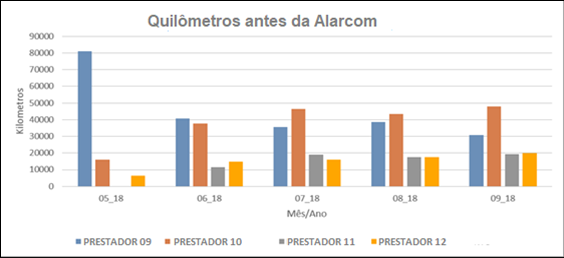 Quilômetros antes da Alarcom
90000
80000
70000
60000
50000
40000
30000
20000
10000
0
Kilometros
05_18 06_18 07_18 08_18 09_18
Mês/Ano
PRESTADOR 09 PRESTADOR 10 PRESTADOR 11 PRESTADOR 12